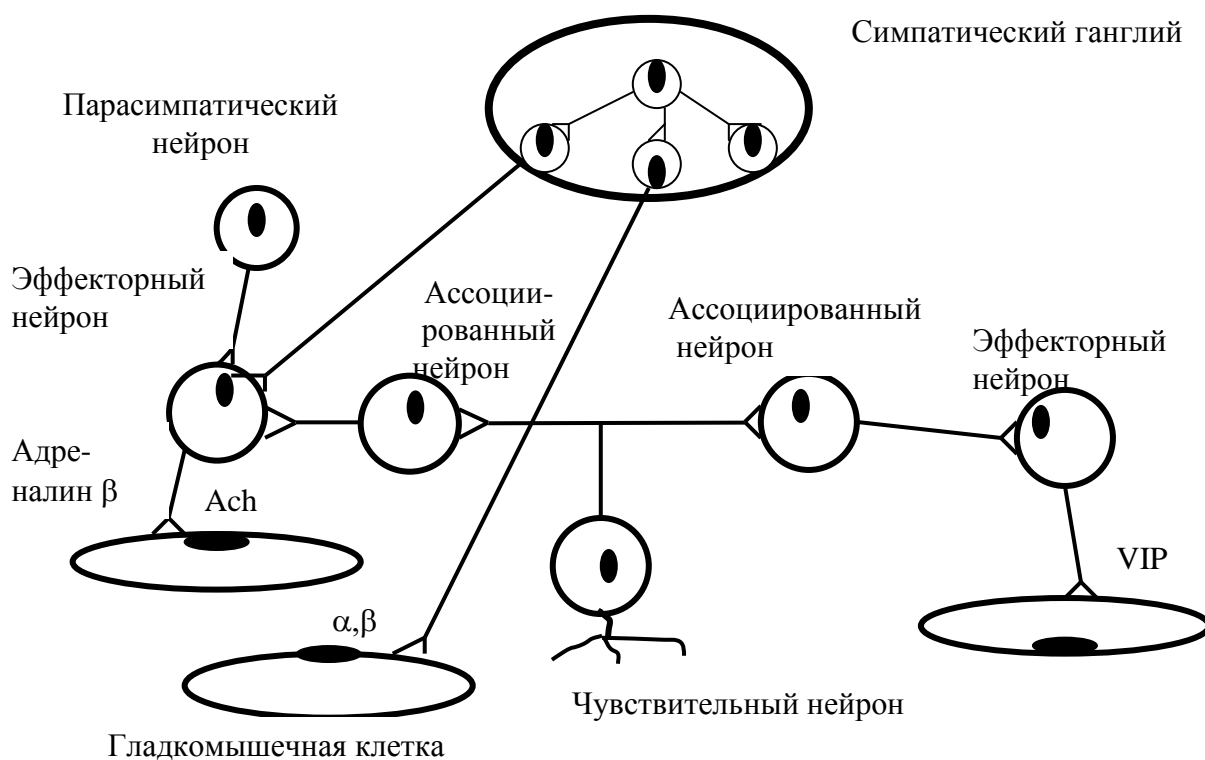 Симпатический ганглий
Парасимпатический
нейрон
Эффекторный
нейрон
Ассоции-
рованный
нейрон
Ассоциированный
нейрон
Эффекторный
нейрон
Адре-
налин β
Ach
VIP
α,β
Чувствительный нейрон
Гладкомышечная клетка